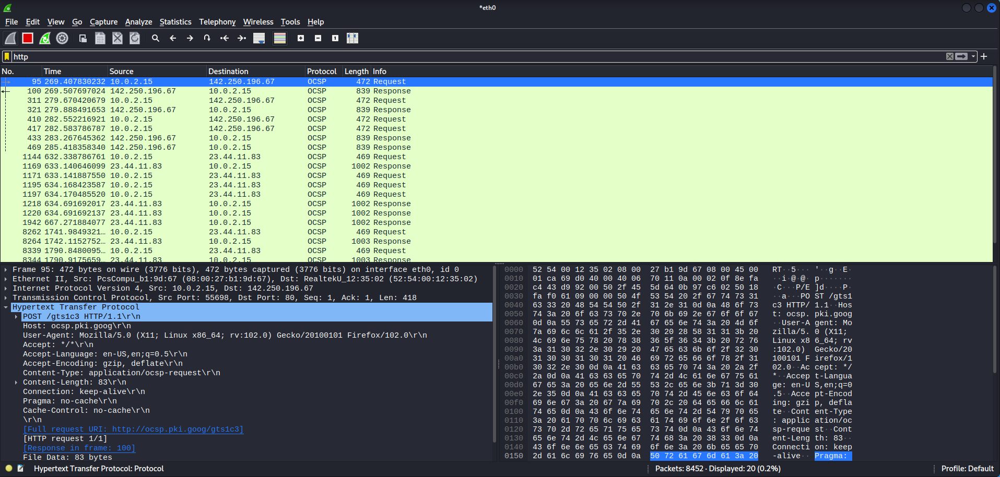 *eth0
File Edit View Go Capture Analyze Statistics Telephony Wireless Tools Help
http
No. Time Source Destination Protocol Length Info
95 269.407830232 10.0.2.15 142.250.196.67 OCSP 472 Request
100 269.507697024 142.250.196.67 10.0.2.15 OCSP 839 Response
311 279.670420679 10.0.2.15 142.250.196.67 OCSP 472 Request
321 279.888491653 142.250.196.67 10.0.2.15 OCSP 839 Response
410 282.552216921 10.0.2.15 142.250.196.67 OCSP 472 Request
417 282.583786787 10.0.2.15 142.250.196.67 OCSP 472 Request
433 283.267645362 142.250.196.67 10.0.2.15 OCSP 839 Response
469 285.418358340 142.250.196.67 10.0.2.15 OCSP 839 Response
1144 632.338786761 10.0.2.15 23.44.11.83 OCSP 469 Request
1169 633.140646099 23.44.11.83 10.0.2.15 OCSP 1002 Response
1171 633.141887550 10.0.2.15 23.44.11.83 OCSP 469 Request
1195 634.168423587 10.0.2.15 23.44.11.83 OCSP 469 Request
1197 634.170485520 10.0.2.15 23.44.11.83 OCSP 469 Request
1218 634.691692017 23.44.11.83 10.0.2.15 OCSP 1002 Response
1220 634.691692137 23.44.11.83 10.0.2.15 OCSP 1002 Response
1942 667.271884077 23.44.11.83 10.0.2.15 OCSP 1002 Response
8262 1741.9849321… 10.0.2.15 23.44.11.83 OCSP 469 Request
8264 1742.1152752… 23.44.11.83 10.0.2.15 OCSP 1003 Response
8339 1790.8480095… 10.0.2.15 23.44.11.83 OCSP 469 Request
8344 1790.9175659… 23.44.11.83 10.0.2.15 OCSP 1003 Response
Frame 95: 472 bytes on wire (3776 bits), 472 bytes captured (3776 bits) on interface eth0, id 0
Ethernet II, Src: PcsCompu_b1:9d:67 (08:00:27:b1:9d:67), Dst: RealtekU_12:35:02 (52:54:00:12:35:02)
Internet Protocol Version 4, Src: 10.0.2.15, Dst: 142.250.196.67
Transmission Control Protocol, Src Port: 55698, Dst Port: 80, Seq: 1, Ack: 1, Len: 418
Hypertext Transfer Protocol
POST /gts1c3 HTTP/1.1\r\n
Host: ocsp.pki.goog\r\n
User-Agent: Mozilla/5.0 (X11; Linux x86_64; rv:102.0) Gecko/20100101 Firefox/102.0\r\n
Accept: */*\r\n
Accept-Language: en-US,en;q=0.5\r\n
Accept-Encoding: gzip, deflate\r\n
Content-Type: application/ocsp-request\r\n
Content-Length: 83\r\n
Connection: keep-alive\r\n
Pragma: no-cache\r\n
Cache-Control: no-cache\r\n
\r\n
[Full request URI: http://ocsp.pki.goog/gts1c3]
[HTTP request 1/1]
[Response in frame: 100]
File Data: 83 bytes
0000 52 54 00 12 35 02 08 00 27 b1 9d 67 08 00 45 00 RT··5··· '··g··E·
0010 01 ca 69 d0 40 00 40 06 70 11 0a 00 02 0f 8e fa ··i·@·@· p·······
0020 c4 43 d9 92 00 50 2f 45 5d 64 0b 97 c6 02 50 18 ·C···P/E ]d····P·
0030 fa f0 61 09 00 00 50 4f 53 54 20 2f 67 74 73 31 ··a···PO ST /gts1
0040 63 33 20 48 54 54 50 2f 31 2e 31 0d 0a 48 6f 73 c3 HTTP/ 1.1··Hos
0050 74 3a 20 6f 63 73 70 2e 70 6b 69 2e 67 6f 6f 67 t: ocsp. pki.goog
0060 0d 0a 55 73 65 72 2d 41 67 65 6e 74 3a 20 4d 6f ··User-A gent: Mo
0070 7a 69 6c 6c 61 2f 35 2e 30 20 28 58 31 31 3b 20 zilla/5. 0 (X11;
0080 4c 69 6e 75 78 20 78 38 36 5f 36 34 3b 20 72 76 Linux x8 6_64; rv
0090 3a 31 30 32 2e 30 29 20 47 65 63 6b 6f 2f 32 30 :102.0) Gecko/20
00a0 31 30 30 31 30 31 20 46 69 72 65 66 6f 78 2f 31 100101 F irefox/1
00b0 30 32 2e 30 0d 0a 41 63 63 65 70 74 3a 20 2a 2f 02.0··Ac cept: */
00c0 2a 0d 0a 41 63 63 65 70 74 2d 4c 61 6e 67 75 61 *··Accep t-Langua
00d0 67 65 3a 20 65 6e 2d 55 53 2c 65 6e 3b 71 3d 30 ge: en-U S,en;q=0
00e0 2e 35 0d 0a 41 63 63 65 70 74 2d 45 6e 63 6f 64 .5··Acce pt-Encod
00f0 69 6e 67 3a 20 67 7a 69 70 2c 20 64 65 66 6c 61 ing: gzi p, defla
0100 74 65 0d 0a 43 6f 6e 74 65 6e 74 2d 54 79 70 65 te··Cont ent-Type
0110 3a 20 61 70 70 6c 69 63 61 74 69 6f 6e 2f 6f 63 : applic ation/oc
0120 73 70 2d 72 65 71 75 65 73 74 0d 0a 43 6f 6e 74 sp-reque st··Cont
0130 65 6e 74 2d 4c 65 6e 67 74 68 3a 20 38 33 0d 0a ent-Leng th: 83··
0140 43 6f 6e 6e 65 63 74 69 6f 6e 3a 20 6b 65 65 70 Connecti on: keep
0150 2d 61 6c 69 76 65 0d 0a 50 72 61 67 6d 61 3a 20 -alive·· Pragma:
Hypertext Transfer Protocol: Protocol
Packets: 8452 · Displayed: 20 (0.2%)
Profile: Default